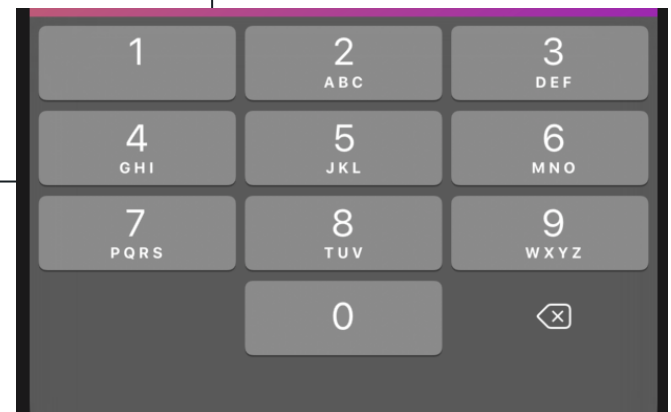 1 2 3
ABC DEF
4 5 6
GHI JKL MNO
7 8 9
PQRS TUV WXYZ
0